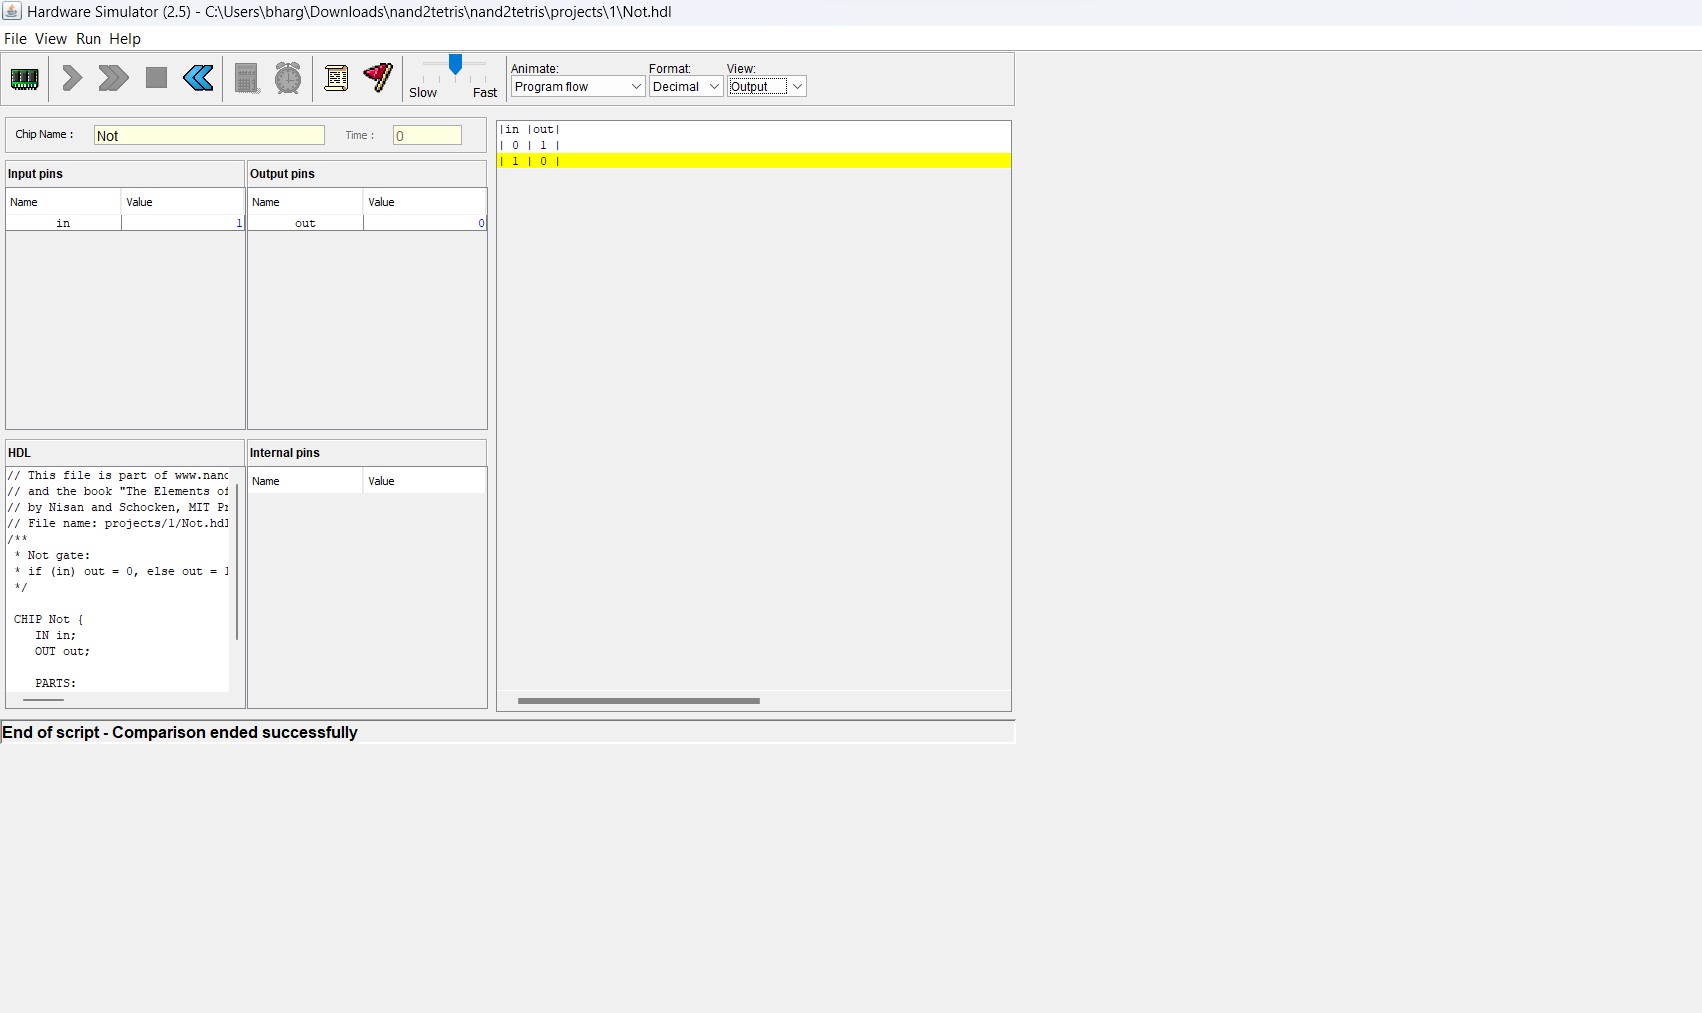 Hardware Simulator (2.5) - C:\Users\bharg\Downloads\nand2tetris\nand2tetris\projects\1\Not.hdl
File View Run Help
Slow Fast
Animate: Format: View:
Program flow Decimal Output
Chip Name : Not Time : 0
Input pins
Name Value
in 1
Output pins
Name Value
out 0
HDL
// This file is part of www.nand
// and the book "The Elements of
// by Nisan and Schocken, MIT Pr
// File name: projects/1/Not.hdl
/**
* Not gate:
* if (in) out = 0, else out = 1
*/
CHIP Not {
IN in;
OUT out;
PARTS:
Internal pins
Name Value
|in |out|
| 0 | 1 |
| 1 | 0 |
End of script - Comparison ended successfully